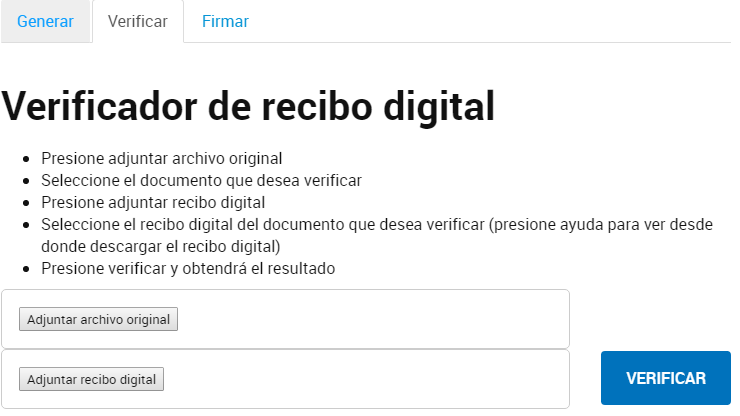 Generar Verificar Firmar
Verificador de recibo digital
Presione adjuntar archivo original
Seleccione el documento que desea verificar
Presione adjuntar recibo digital
Seleccione el recibo digital del documento que desea verificar (presione ayuda para ver desde
donde descargar el recibo digital)
Presione verificar y obtendrá el resultado
Adjuntar archivo original
Adjuntar recibo digital
VERIFICAR